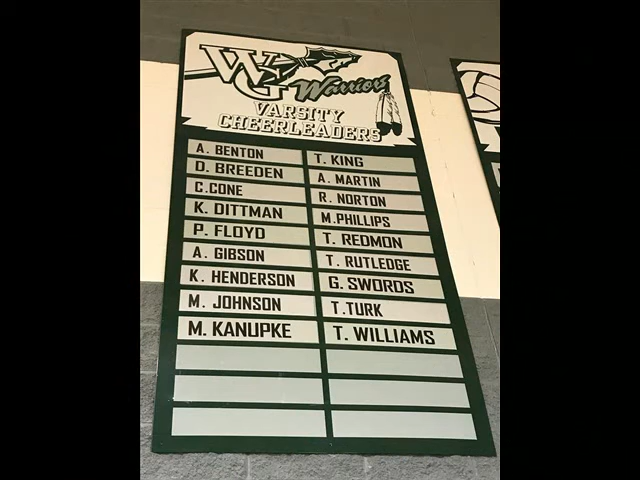 WG Warriors
VARSITY
CHEERLEADERS
A. BENTON
D. BREEDEN
C.CONE
K. DITTMAN
P. FLOYD
A. GIBSON
K. HENDERSON
M. JOHNSON
M. KANUPKE
T. KING
A. MARTIN
R. NORTON
M.PHILLIPS
T. REDMON
T. RUTLEDGE
G. SWORDS
T.TURK
T. WILLIAMS